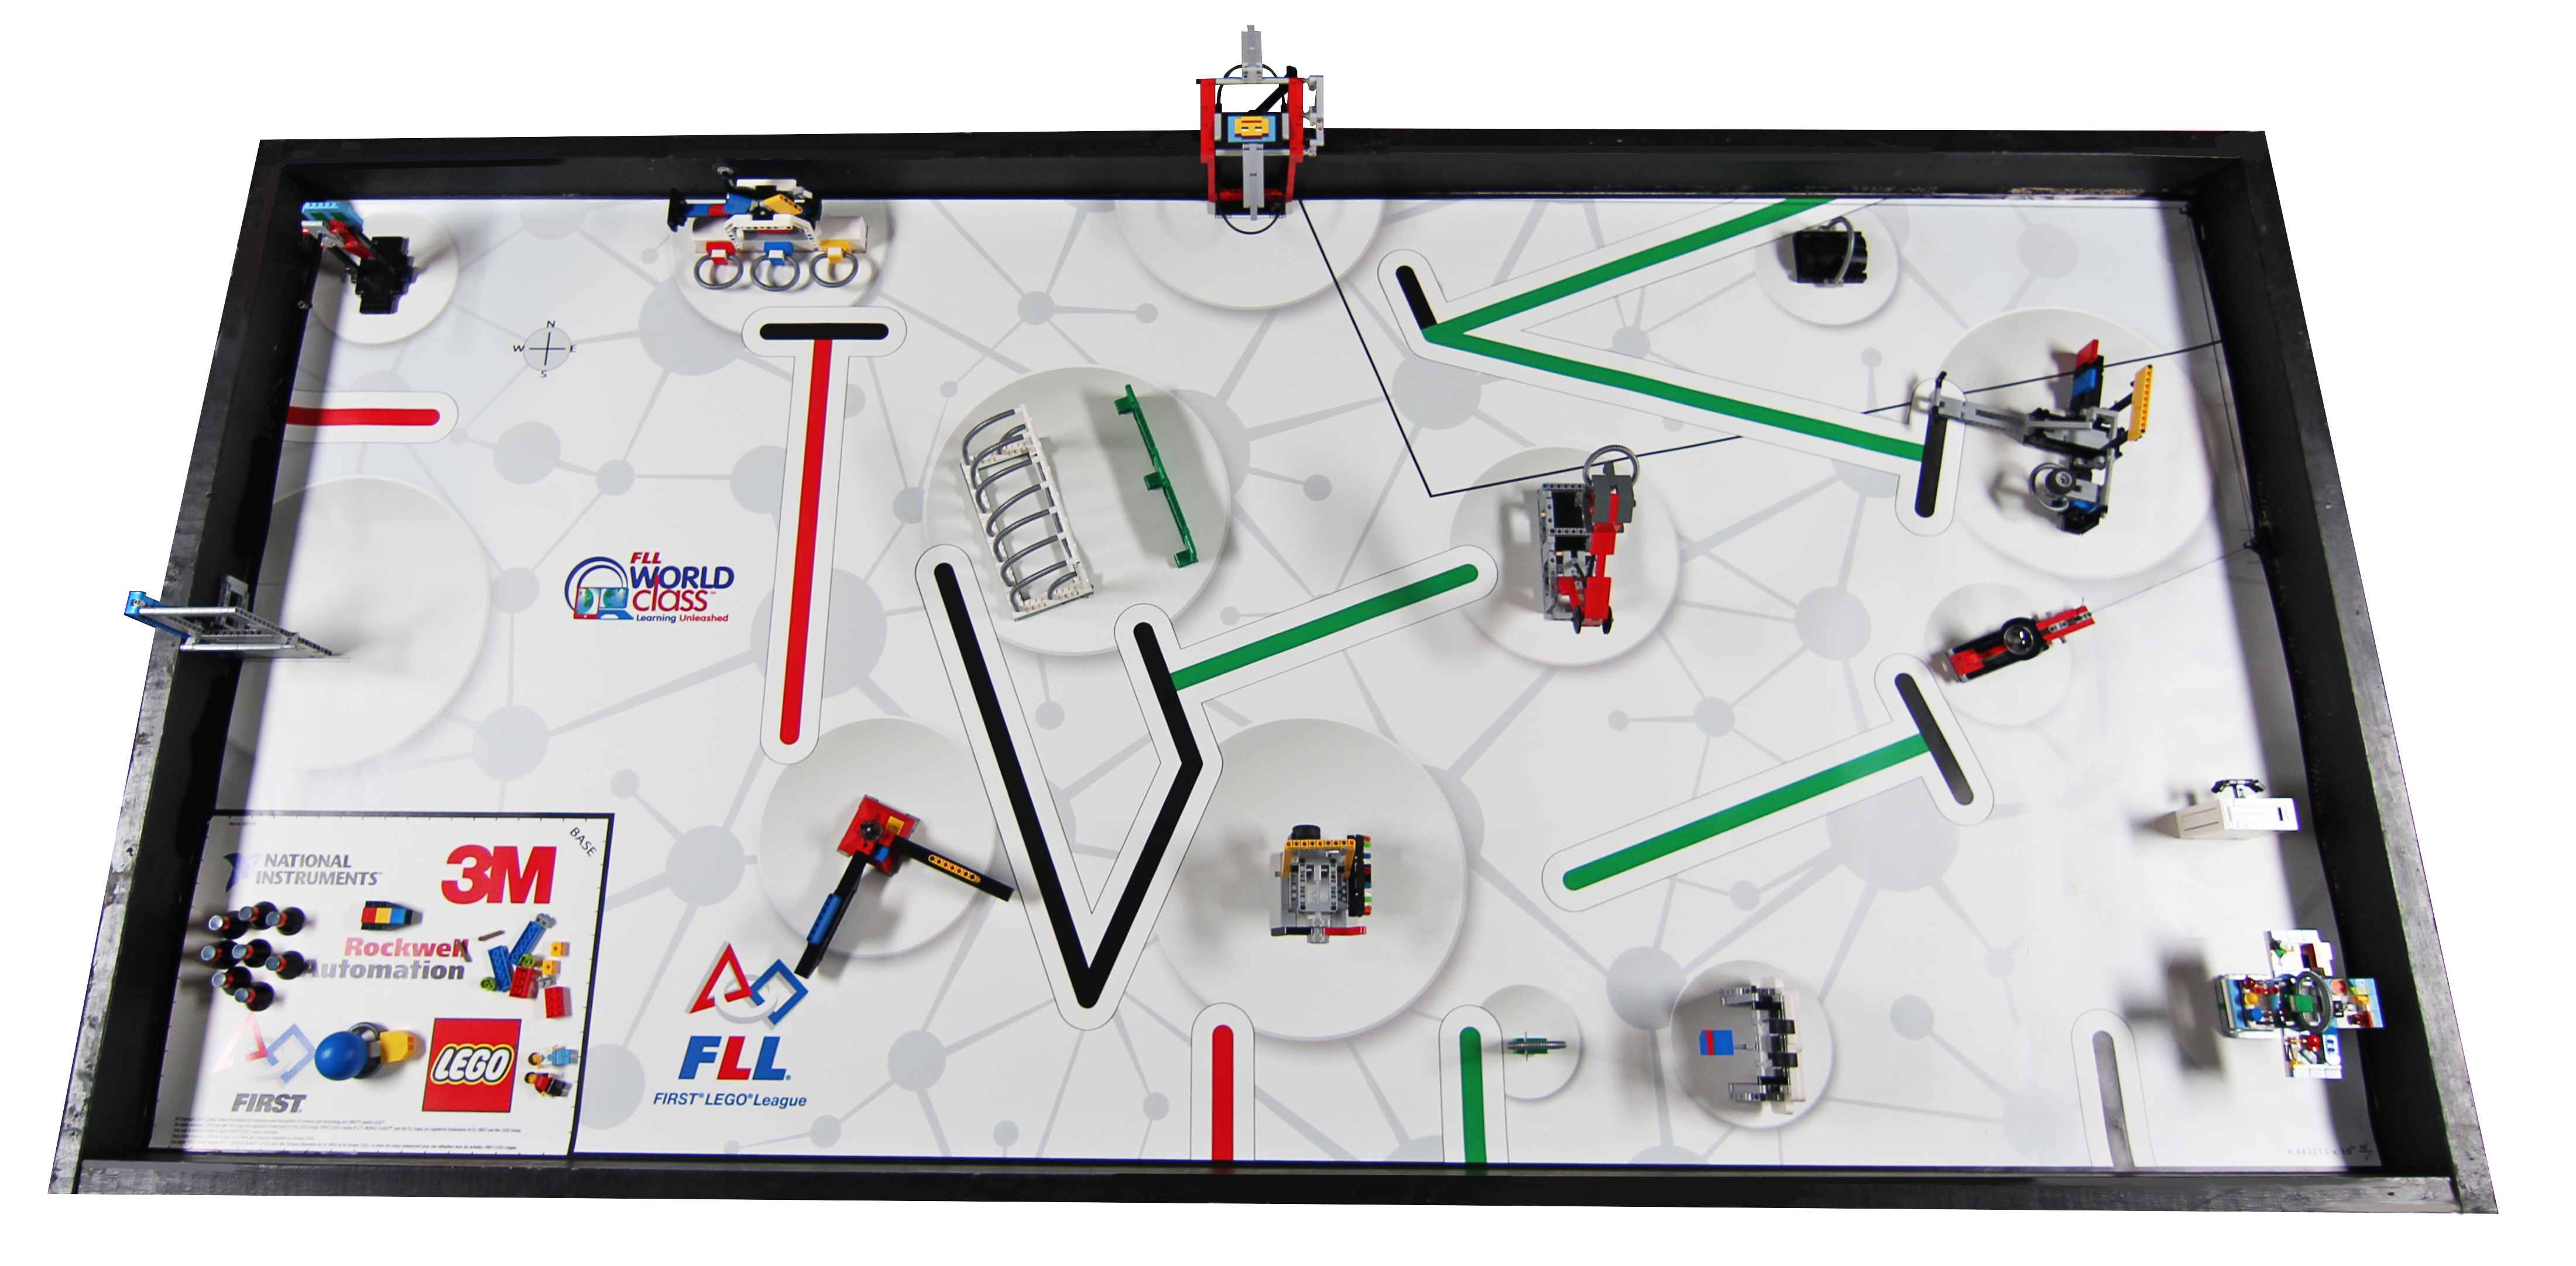 N
W E
S
FLL
WORLD
Class
Learning Unleashed
BASE
NATIONAL
INSTRUMENTS
3M
Rockwell
Automation
LEGO
FIRST
FLL
FIRST LEGO League